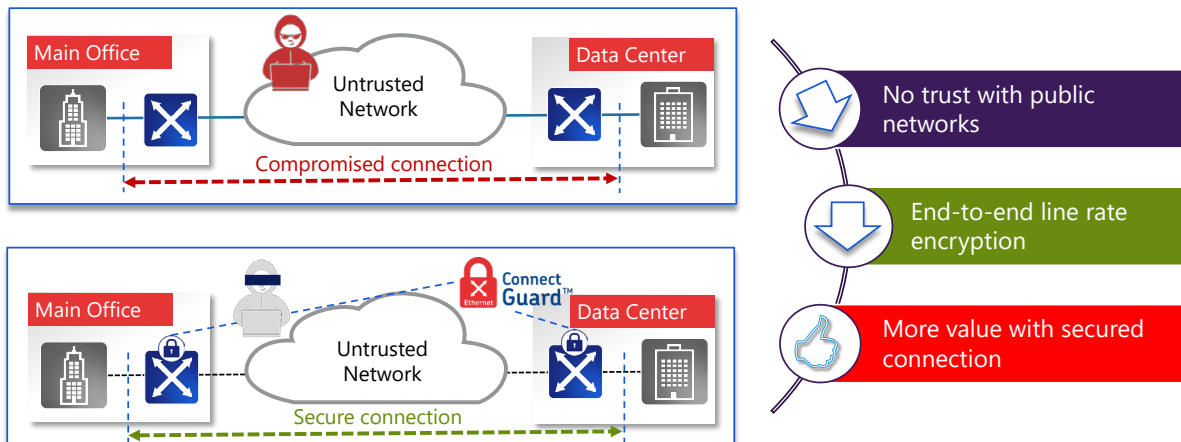 Main Office
Untrusted
Network
Data Center
Compromised connection
Main Office
Ethernet
Connect
Guard™
Data Center
Untrusted
Network
Secure connection
No trust with public
networks
End-to-end line rate
encryption
More value with secured
connection